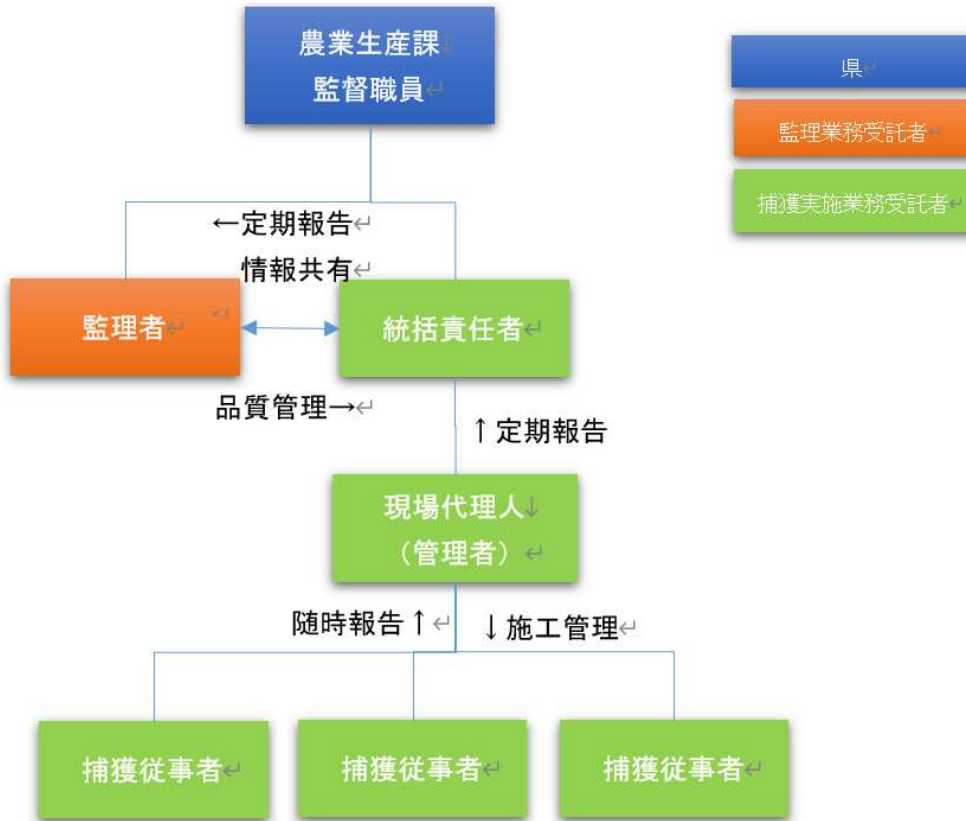 農業生産課↓
監督職員↵
県↵
監理業務受託者↵
捕獲実施業務受託者↵
←定期報告↵
情報共有↵
監理者↵ ↵
統括責任者↵
品質管理→↵
↑定期報告
現場代理人↓
（管理者）↵
随時報告↑↵
↓施工管理↵
捕獲従事者↵
捕獲従事者↵
捕獲従事者↵